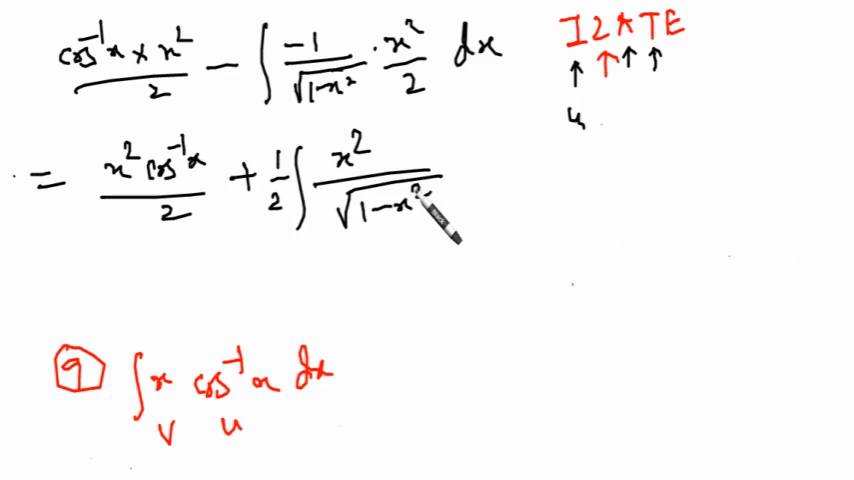 cos⁻¹x × x²/2 − ∫ −1/√(1−x²) · x²/2 dx
I L A T E
↑ ↑ ↑ ↑
u
= x² cos⁻¹x/2 + 1/2 ∫ x²/√(1−x²)
9 ∫ x cos⁻¹ x dx
v u